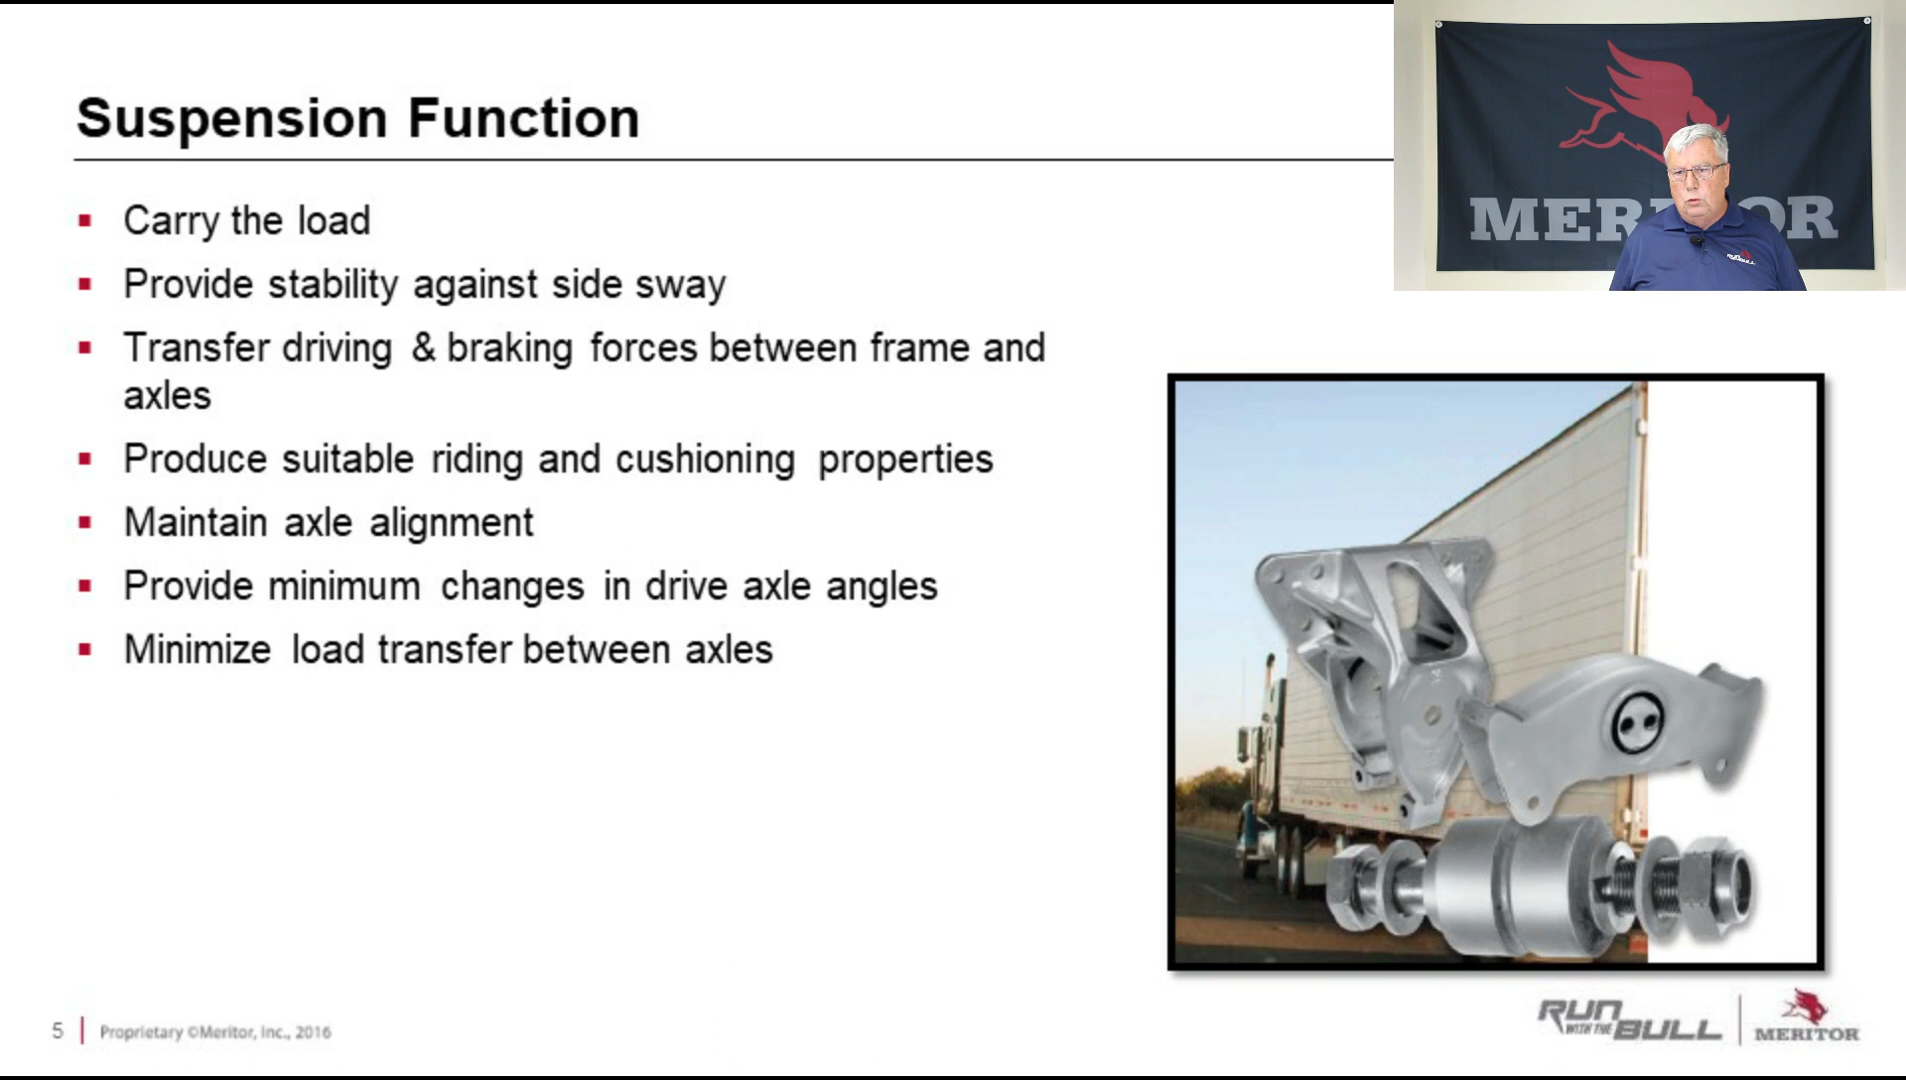 Suspension Function
Carry the load
Provide stability against side sway
Transfer driving & braking forces between frame and
axles
Produce suitable riding and cushioning properties
Maintain axle alignment
Provide minimum changes in drive axle angles
Minimize load transfer between axles
5
Proprietary ©Meritor, Inc., 2016
RUN
WITH THE BULL
MERITOR